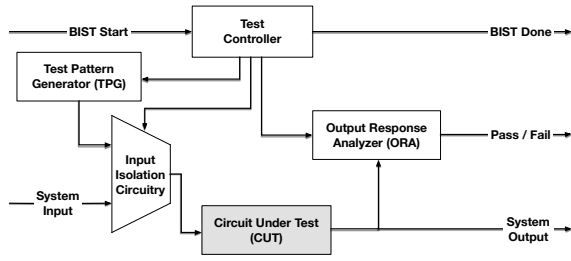 BIST Start
Test
Controller
BIST Done
Test Pattern
Generator (TPG)
Output Response
Analyzer (ORA)
Pass / Fail
Input
Isolation
Circuitry
System
Input
Circuit Under Test
(CUT)
System
Output